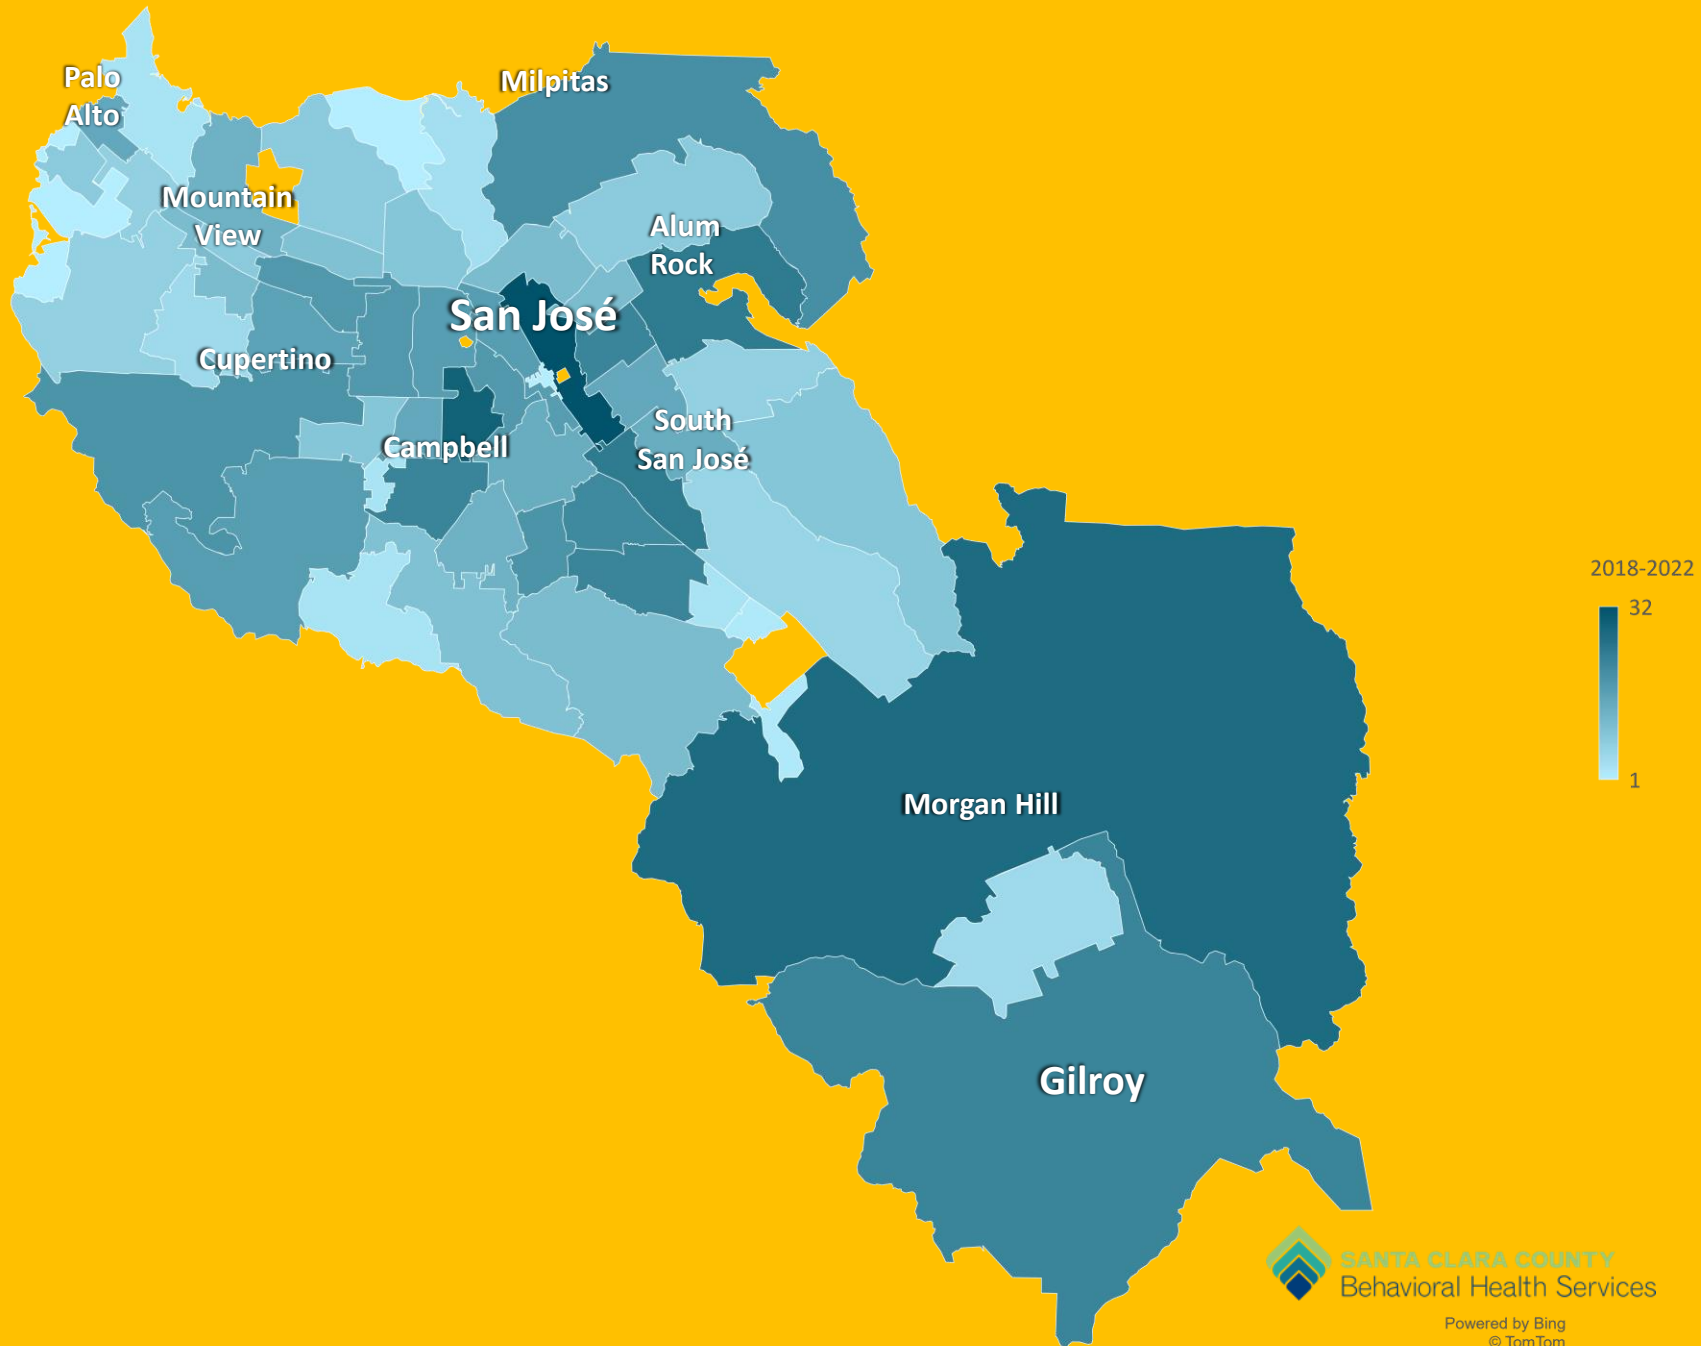 Palo
Alto
Milpitas
Mountain
View
Alum
Rock
San José
Cupertino
South
San José
Campbell
2018-2022
32
1
Morgan Hill
Gilroy
SANTA CLARA COUNTY
Behavioral Health Services
Powered by Bing
© TomTom